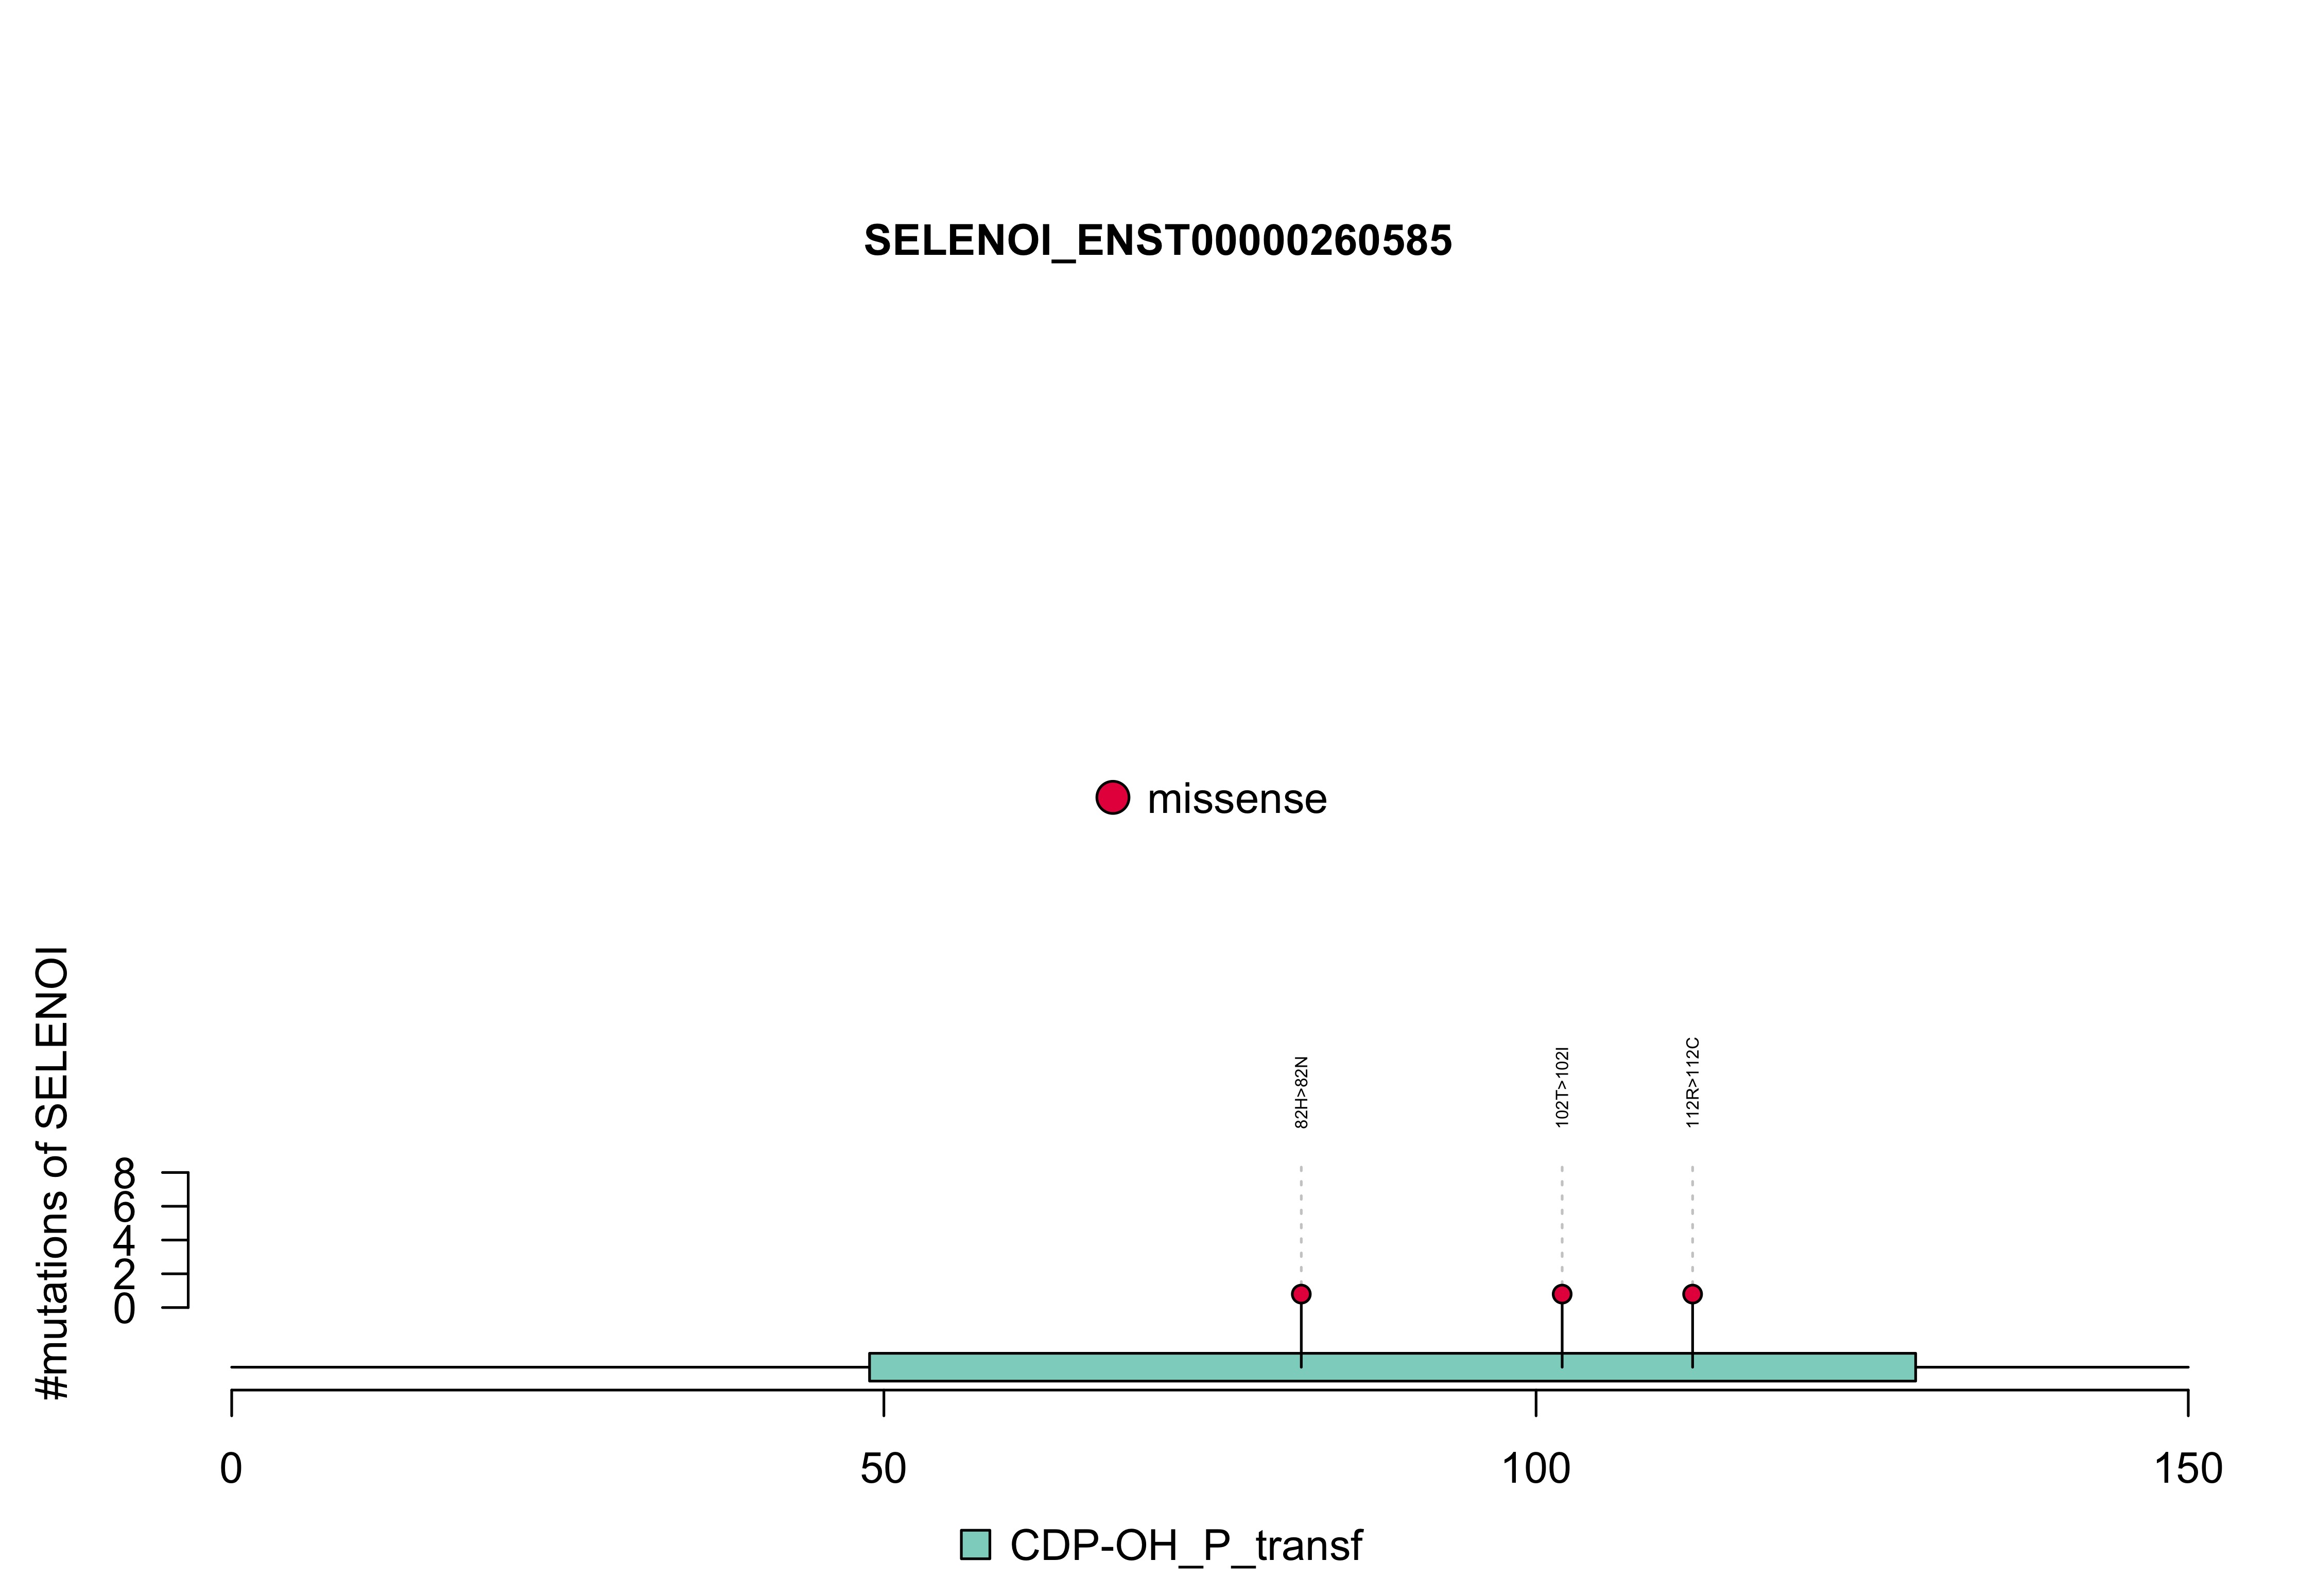 SELENOI_ENST00000260585
missense
#mutations of SELENOI
82H>82N
102T>102I
112R>112C
8
6
4
2
0
0
50
100
150
CDP-OH_P_transf